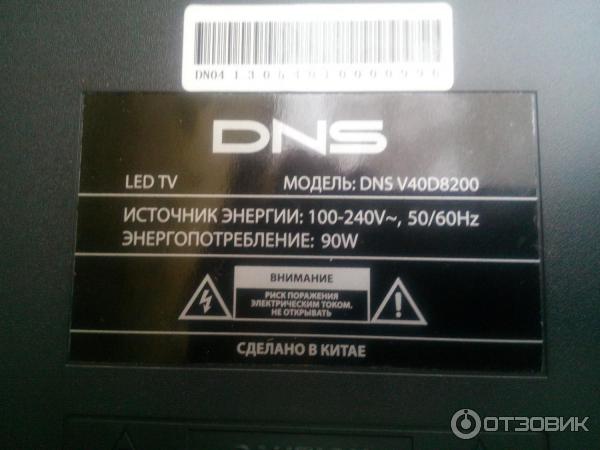 DNS
LED TV МОДЕЛЬ: DNS V40D8200
ИСТОЧНИК ЭНЕРГИИ: 100-240V~, 50/60Hz
ЭНЕРГОПОТРЕБЛЕНИЕ: 90W
ВНИМАНИЕ
РИСК ПОРАЖЕНИЯ
ЭЛЕКТРИЧЕСКИМ ТОКОМ.
НЕ ОТКРЫВАТЬ
СДЕЛАНО В КИТАЕ
ОТЗОВИК